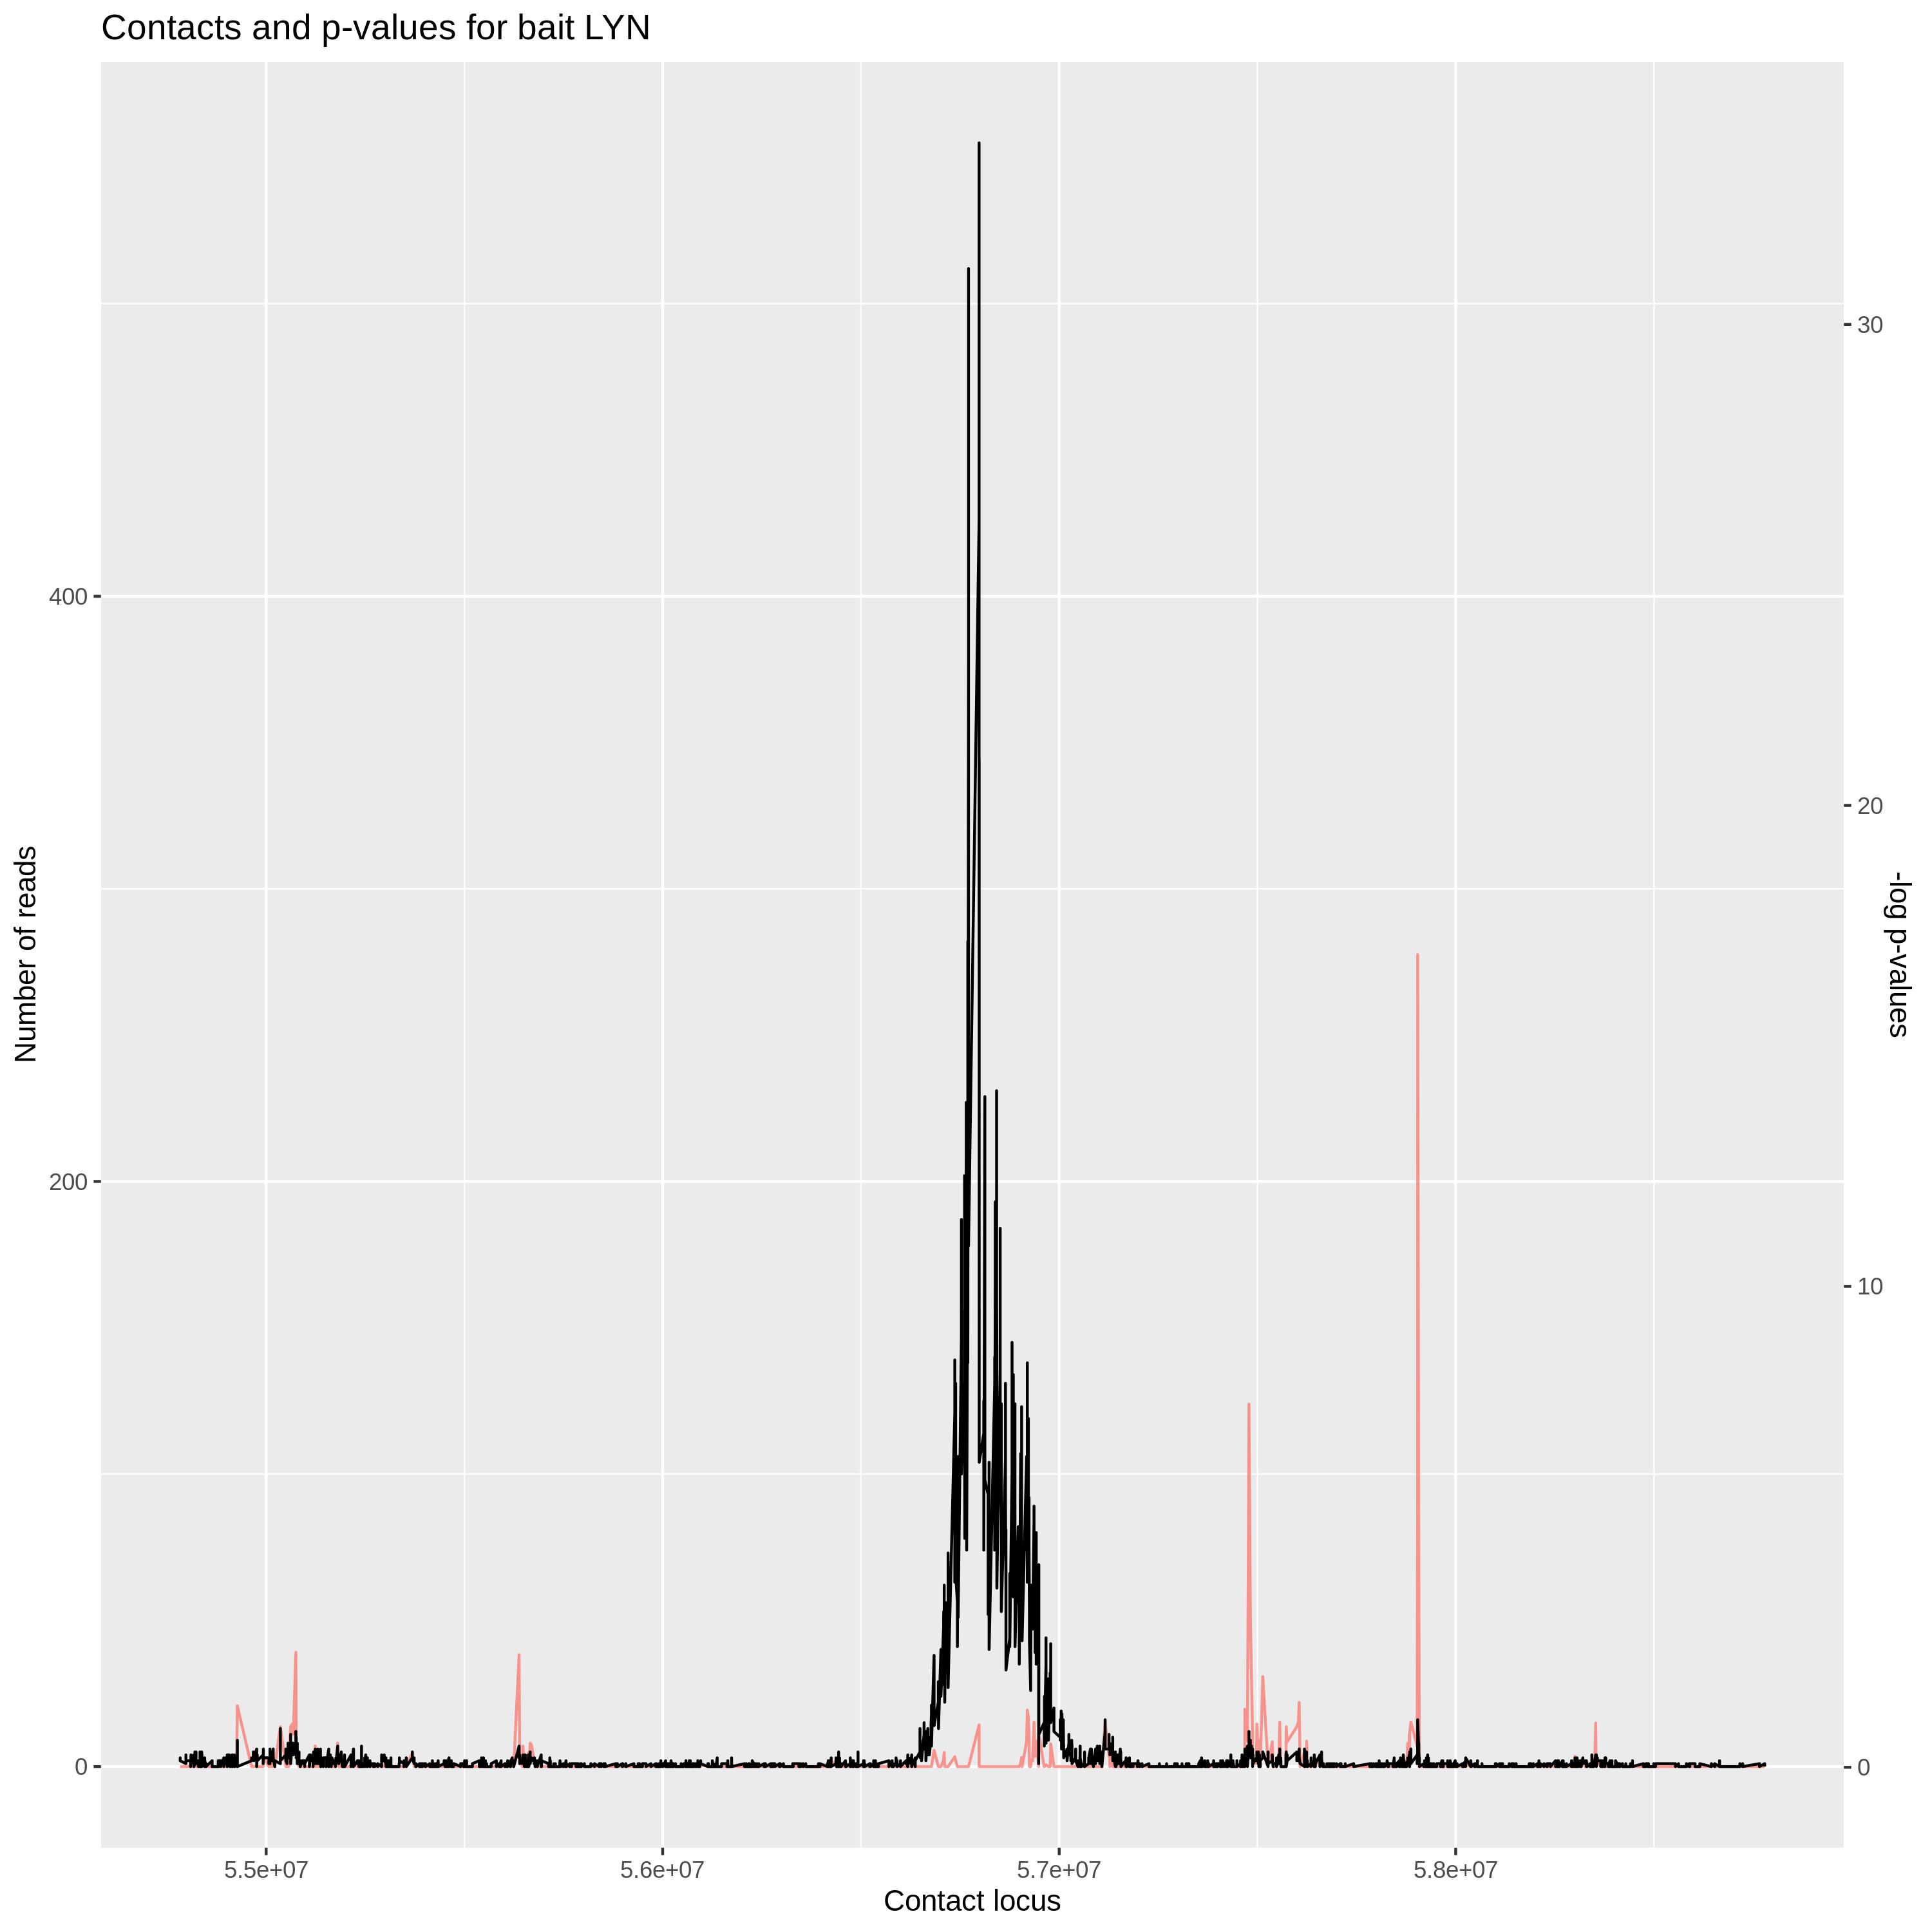 Contacts and p-values for bait LYN
Number of reads
400
200
0
30
20
10
0
-log p-values
5.5e+07 5.6e+07 5.7e+07 5.8e+07
Contact locus